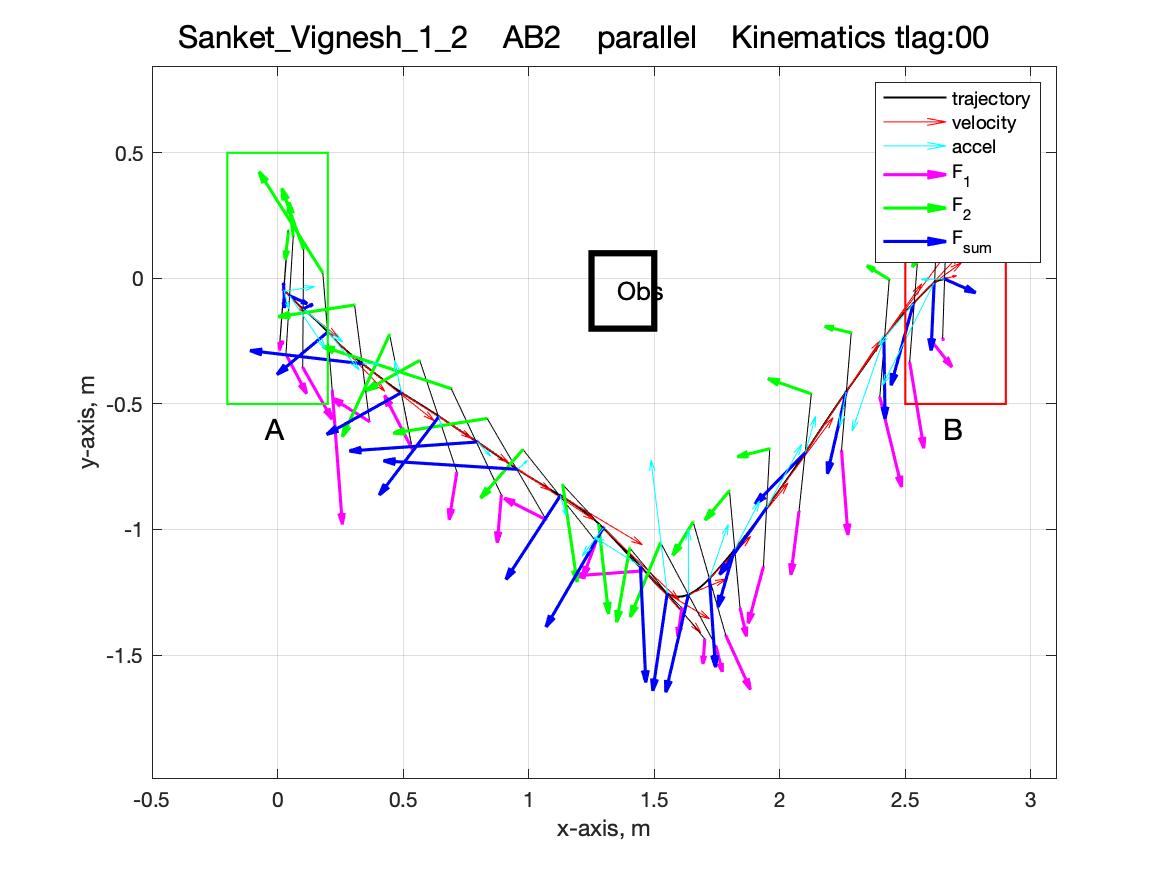 Sanket_Vignesh_1_2 AB2 parallel Kinematics tlag:00
trajectory
velocity
accel
F1
F2
Fsum
0.5
0
-0.5
-1
-1.5
y-axis, m
Obs
A
B
-0.5 0 0.5 1 1.5 2 2.5 3
x-axis, m